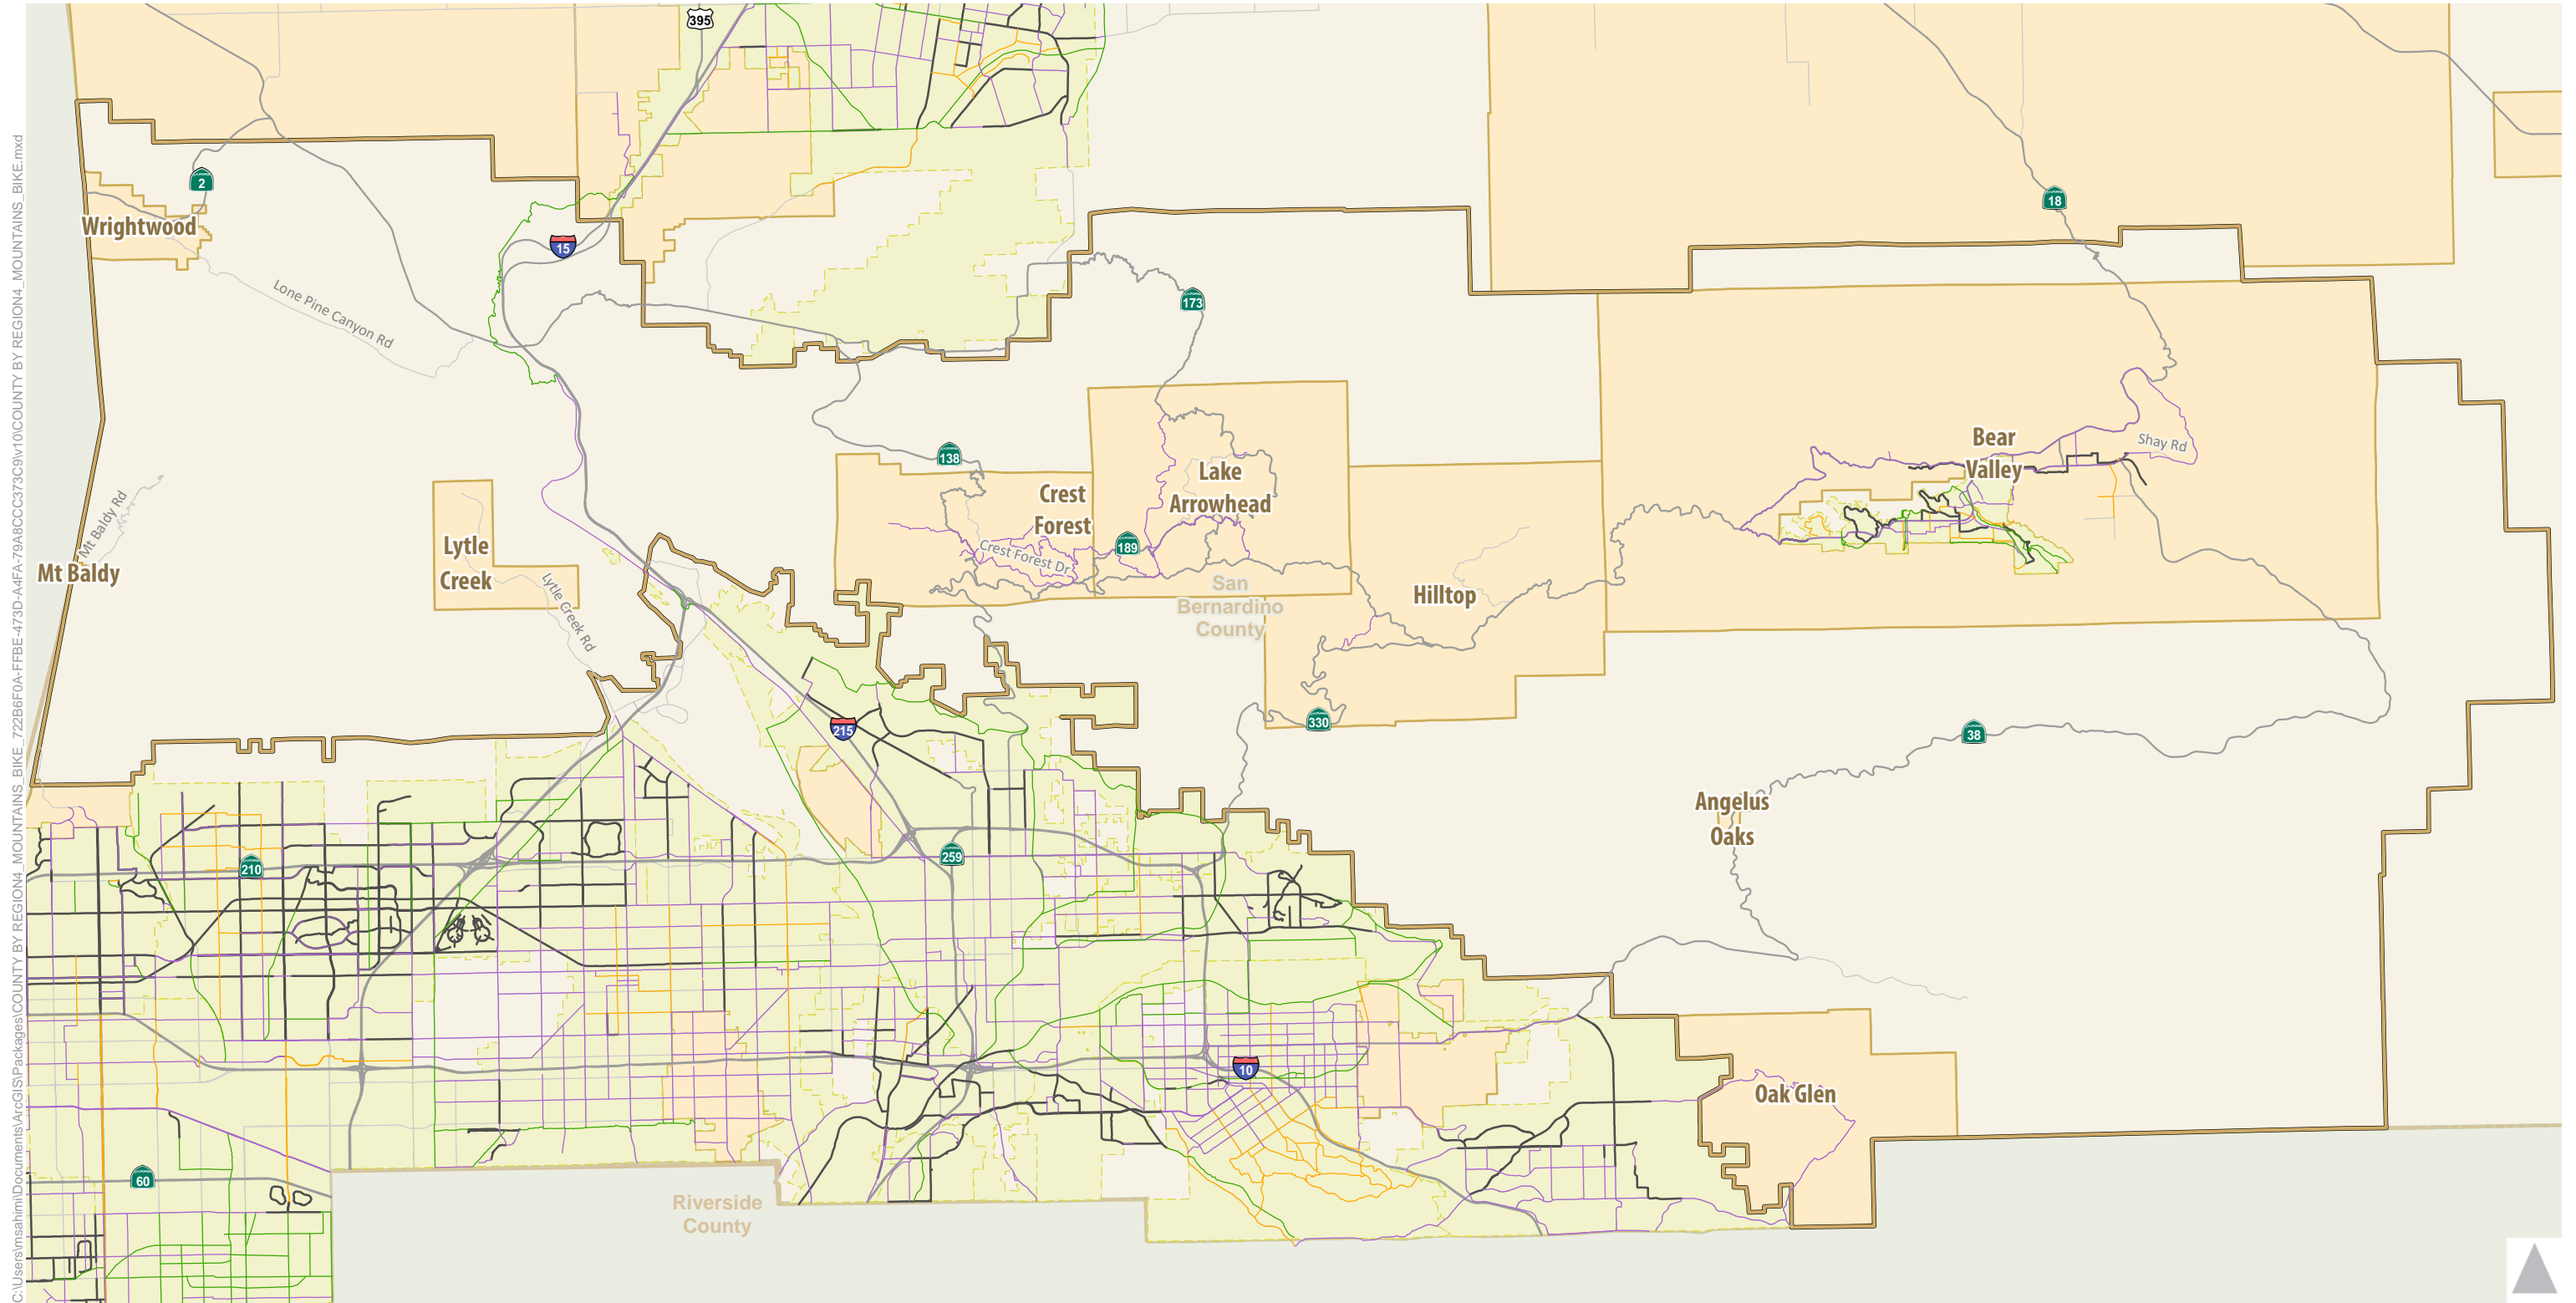 395
2
Wrightwood
15
18
Lone Pine Canyon Rd
173
138
Bear
Valley
Shay Rd
Lake
Arrowhead
Crest
Forest
189
Crest Forest Dr
Mt Baldy Rd
Mt Baldy
Lytle
Creek
Lytle Creek Rd
San
Bernardino
County
Hilltop
330
215
38
Angelus
Oaks
210
259
10
Oak Glen
60
Riverside
County
C:\Users\msahimi\Documents\ArcGIS\Packages\COUNTY BY REGION4_MOUNTAINS_BIKE_722B6F0A-FFBE-473D-A4FA-79A8CCC373C9\v10\COUNTY BY REGION4_MOUNTAINS_BIKE.mxd